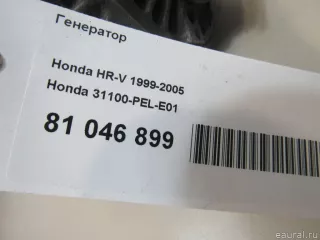 Генератор
Honda HR-V 1999-2005
Honda 31100-PEL-E01
81 046 899
© eaural.ru